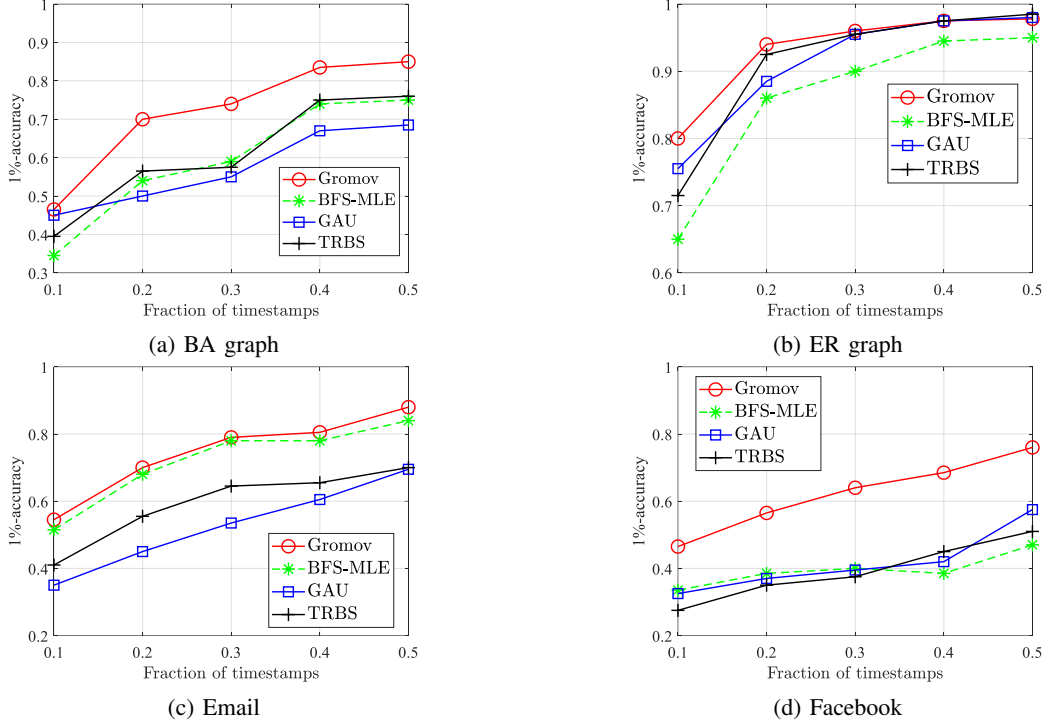 1
0.9
0.8
0.7
0.6
0.5
0.4
0.3
1%-accuracy
Gromov
BFS-MLE
GAU
TRBS
0.1 0.2 0.3 0.4 0.5
Fraction of timestamps
(a) BA graph
1
0.9
0.8
0.7
0.6
1%-accuracy
Gromov
BFS-MLE
GAU
TRBS
0.1 0.2 0.3 0.4 0.5
Fraction of timestamps
(b) ER graph
1
0.8
0.6
0.4
0.2
1%-accuracy
Gromov
BFS-MLE
GAU
TRBS
0.1 0.2 0.3 0.4 0.5
Fraction of timestamps
(c) Email
1
0.8
0.6
0.4
0.2
1%-accuracy
Gromov
BFS-MLE
GAU
TRBS
0.1 0.2 0.3 0.4 0.5
Fraction of timestamps
(d) Facebook